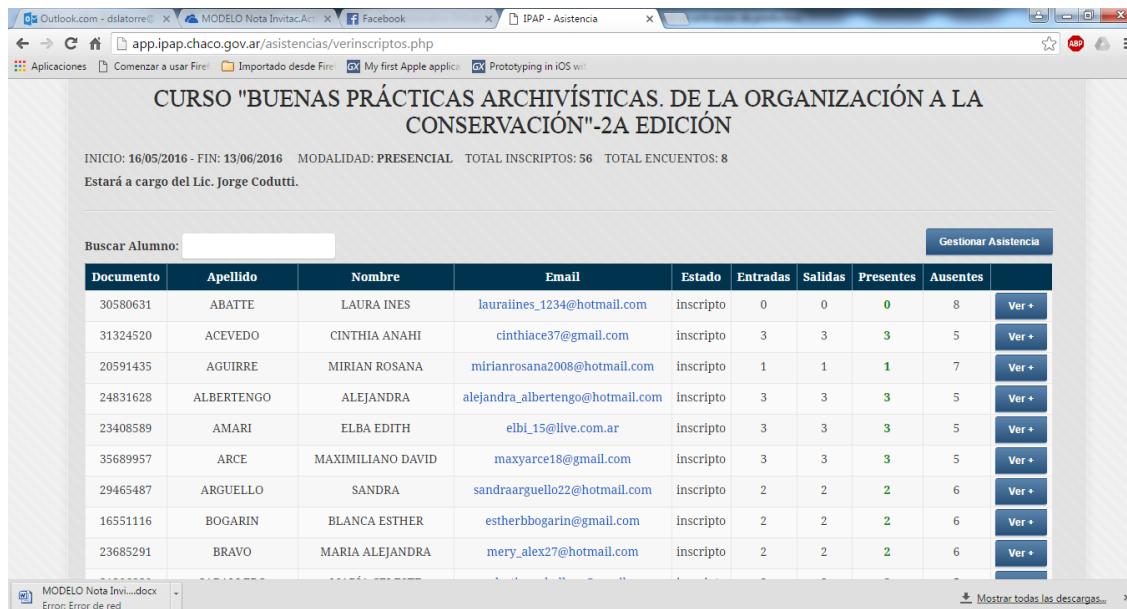 Outlook.com - dslatorre@
MODELO Nota Invitac.Act
Facebook
IPAP - Asistencia
app.ipap.chaco.gov.ar/asistencias/verinscriptos.php
ABP
Aplicaciones Comenzar a usar Firef Importado desde Fire GX My first Apple applica GX Prototyping in iOS wit
CURSO "BUENAS PRÁCTICAS ARCHIVÍSTICAS. DE LA ORGANIZACIÓN A LA
CONSERVACIÓN"-2A EDICIÓN
INICIO: 16/05/2016 - FIN: 13/06/2016 MODALIDAD: PRESENCIAL TOTAL INSCRIPTOS: 56 TOTAL ENCUENTOS: 8
Estará a cargo del Lic. Jorge Codutti.
Buscar Alumno: Gestionar Asistencia
Documento Apellido Nombre Email Estado Entradas Salidas Presentes Ausentes
30580631 ABATTE LAURA INES lauraiines_1234@hotmail.com inscripto 0 0 0 8 Ver +
31324520 ACEVEDO CINTHIA ANAHI cinthiace37@gmail.com inscripto 3 3 3 5 Ver +
20591435 AGUIRRE MIRIAN ROSANA mirianrosana2008@hotmail.com inscripto 1 1 1 7 Ver +
24831628 ALBERTENGO ALEJANDRA alejandra_albertengo@hotmail.com inscripto 3 3 3 5 Ver +
23408589 AMARI ELBA EDITH elbi_15@live.com.ar inscripto 3 3 3 5 Ver +
35689957 ARCE MAXIMILIANO DAVID maxyarce18@gmail.com inscripto 3 3 3 5 Ver +
29465487 ARGUELLO SANDRA sandraarguello22@hotmail.com inscripto 2 2 2 6 Ver +
16551116 BOGARIN BLANCA ESTHER estherbbogarin@gmail.com inscripto 2 2 2 6 Ver +
23685291 BRAVO MARIA ALEJANDRA mery_alex27@hotmail.com inscripto 2 2 2 6 Ver +
MODELO Nota Invi....docx
Error: Error de red
Mostrar todas las descargas...